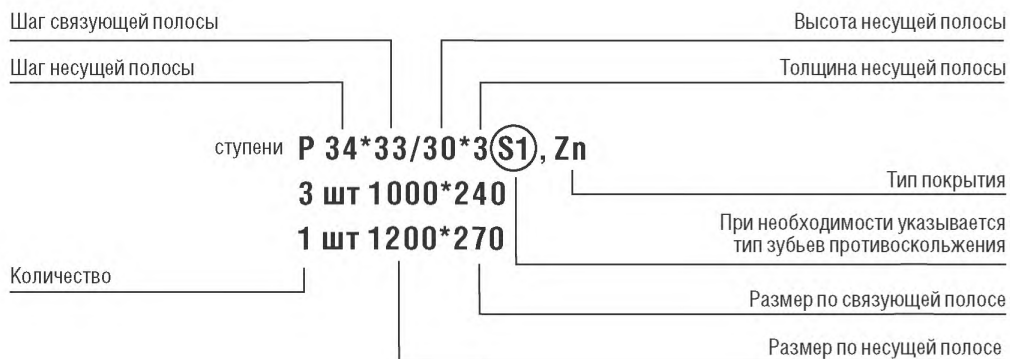 Шаг связующей полосы
Высота несущей полосы
Шаг несущей полосы
Толщина несущей полосы
ступени Р 34*33/30*3 S1, Zn
3 шт 1000*240
Тип покрытия
1 шт 1200*270
При необходимости указывается
тип зубьев противоскольжения
Количество
Размер по связующей полосе
Размер по несущей полосе